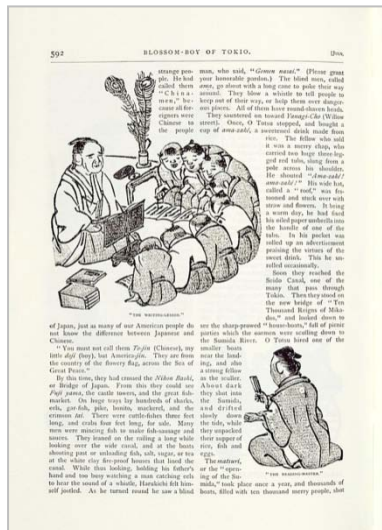 592
BLOSSOM-BOY OF TOKIO.
strange peo-
ple. He had
called them
"China-
men," be-
cause all for-
eigners were
Chinese to
the people
of Japan, just as many of our American people do
not know the difference between Japanese and
Chinese.
"You must not call them To-jin (Chinese), my
little (boy), but America-jin. They are from
the country of the flowery flag, across the Sea of
Great Peace."
By this time, they had crossed the Nihon Bashi,
or Bridge of Japan. From this they could see
Fuji yama, the castle towers, and the great fish-
market. On huge trays lay hundreds of sharks,
eels, gar-fish, pike, bonito, mackerel, and the
crimson tai. There were cuttle-fishes three feet
long, and crabs four feet long, for sale. Many
men were mincing fish to make fish-sausage and
sauces. They leaned on the railing a long while
looking over the wide canal, and at the boats
shooting past or unloading fish, salt, sugar, or tea
at the white clay fire-proof houses that lined the
canal. While thus looking, holding his father's
hand and too busy watching a man catching eels
to hear the sound of a whistle, Harukichi felt him-
self jostled. As he turned round he saw a blind
man, who said, "Gomen nasai." (Please grant
your honorable pardon.) The blind men, called
ama, go about with a long cane to poke their way
around. They blow a whistle to tell people to
keep out of their way, or help them over danger-
ous places. All of them have round-shaven heads.
They sauntered on toward Yanagi-Cho (Willow
street). Once, O Totsu stopped, and bought a
cup of ama-zaké, a sweetened drink made from
rice. The fellow who sold
it was a merry chap, who
carried two huge three-leg-
ged red tubs, slung from a
pole across his shoulder.
He shouted "Ama-zaké!
ama-zaké!" His wide hat,
called a "roof," was fes-
tooned and stuck over with
straw and flowers. It being
a warm day, he had fixed
his oiled paper umbrella into
the handle of one of the
tubs. In his pocket was
rolled up an advertisement
praising the virtues of the
sweet drink. This he un-
rolled occasionally.
Soon they reached the
Seido Canal, one of the
many that pass through
Tokio. Then they stood on
the new bridge of "Ten
Thousand Reigns of Mika-
dos," and looked down to
see the sharp-prowed "house-boats," full of picnic
parties which the oarsmen were sculling down to
the Sumida River. O Totsu hired one of the
smaller boats
near the land-
ing, and also
a strong fellow
as the sculler.
About dark
they shot into
the Sumida,
and drifted
slowly down
the tide, while
they unpacked
their supper of
rice, fish and
eggs.
The matsuri,
or the "open-
ing of the Su-
mida," took place once a year, and thousands of
boats, filled with ten thousand merry people, shot
"THE WRITING-LESSON."
"THE READING-MASTER."